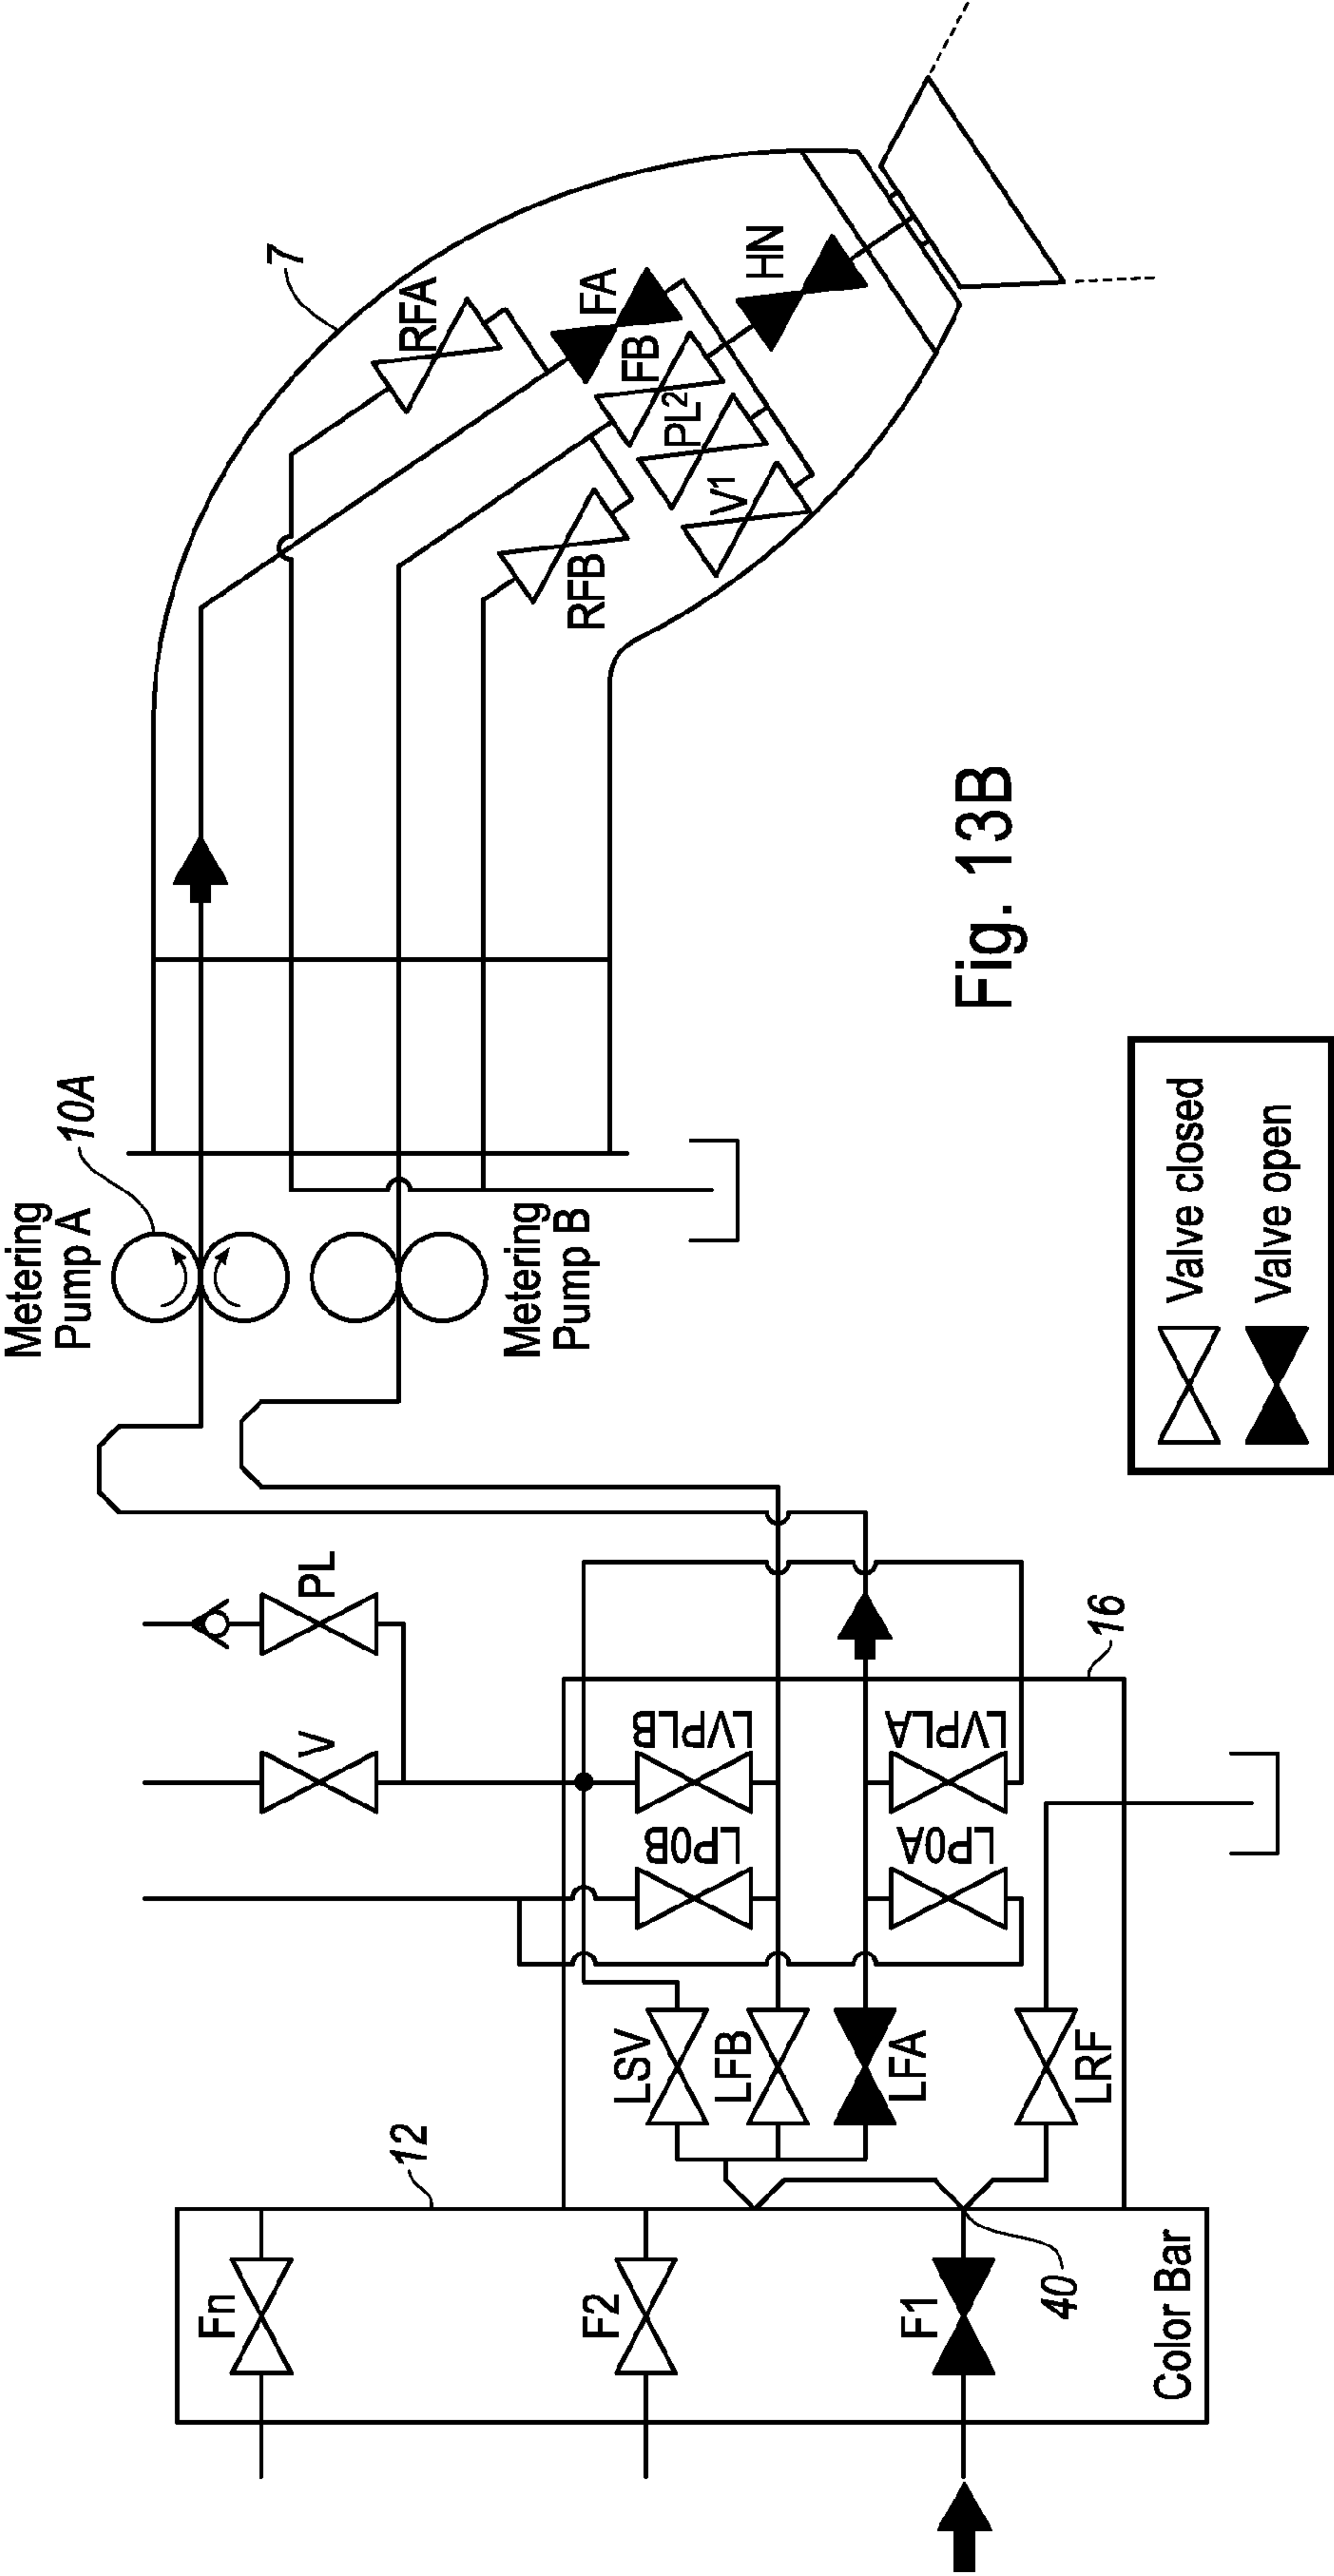 Metering
Pump A
10A
7
RFA
FA
FB
PL2
V1
HN
RFB
Metering
Pump B
PL
V
LVPLB
LP0B
LVPLA
LP0A
16
LSV
LFB
LFA
LRF
12
Fn
F2
F1
40
Color Bar
Valve closed
Valve open
Fig. 13B